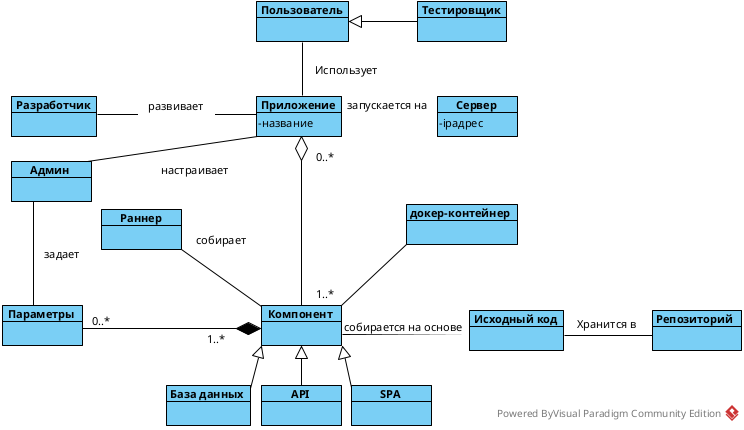 Пользователь
Тестировщик
Использует
Разработчик
развивает
Приложение
-название
запускается на
Сервер
-ipадрес
Админ
настраивает
0..*
Раннер
собирает
докер-контейнер
задает
1..*
Параметры
0..*
1..*
Компонент
собирается на основе
Исходный код
Хранится в
Репозиторий
База данных
API
SPA
Powered ByVisual Paradigm Community Edition